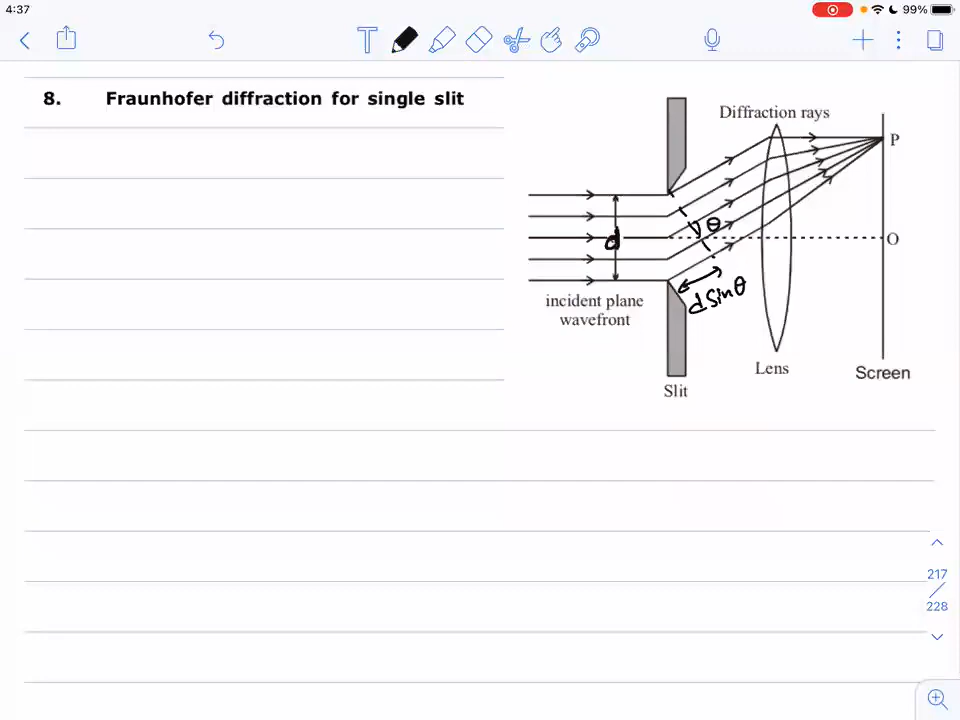 4:37
99%
T
8. Fraunhofer diffraction for single slit
Diffraction rays
P
d
θ
O
d sinθ
incident plane
wavefront
Lens
Screen
Slit
217
228